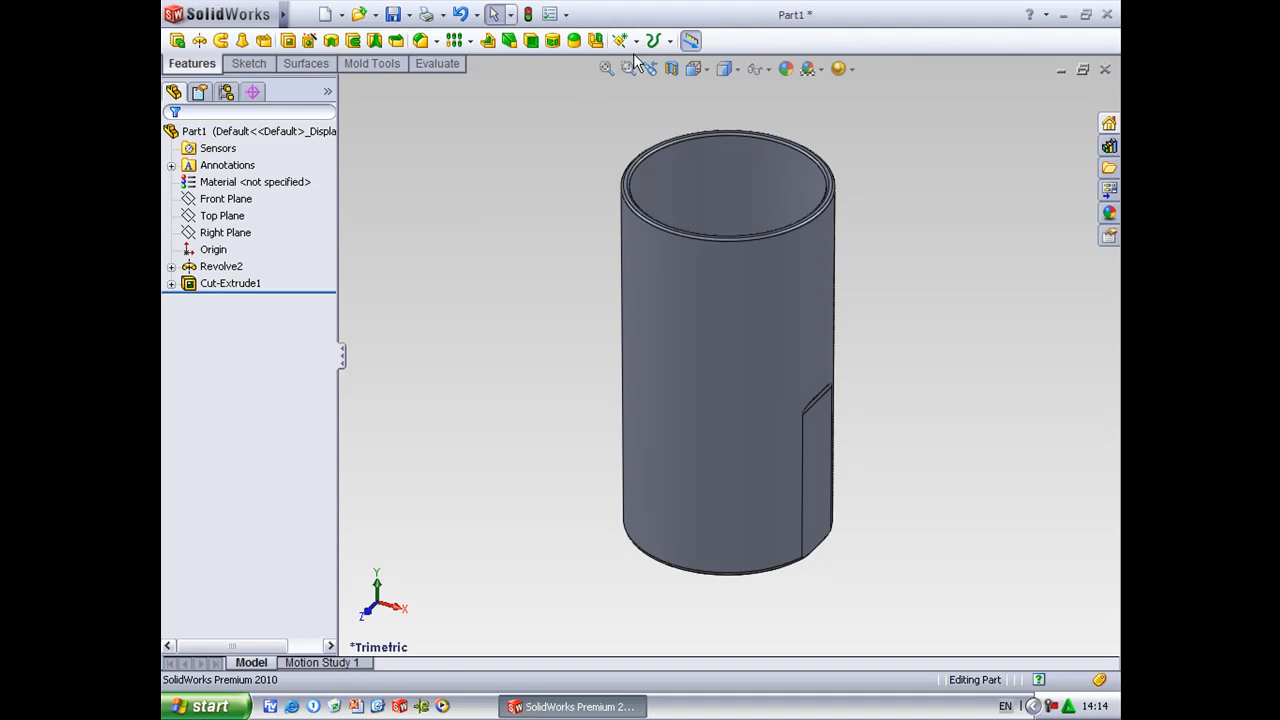 SolidWorks
Part1 *
Features
Sketch
Surfaces
Mold Tools
Evaluate
Part1 (Default<<Default>_Displa
Sensors
Annotations
Material <not specified>
Front Plane
Top Plane
Right Plane
Origin
Revolve2
Cut-Extrude1
Y
X
Z
*Trimetric
Model
Motion Study 1
SolidWorks Premium 2010
Editing Part
start
SolidWorks Premium 2...
EN
14:14